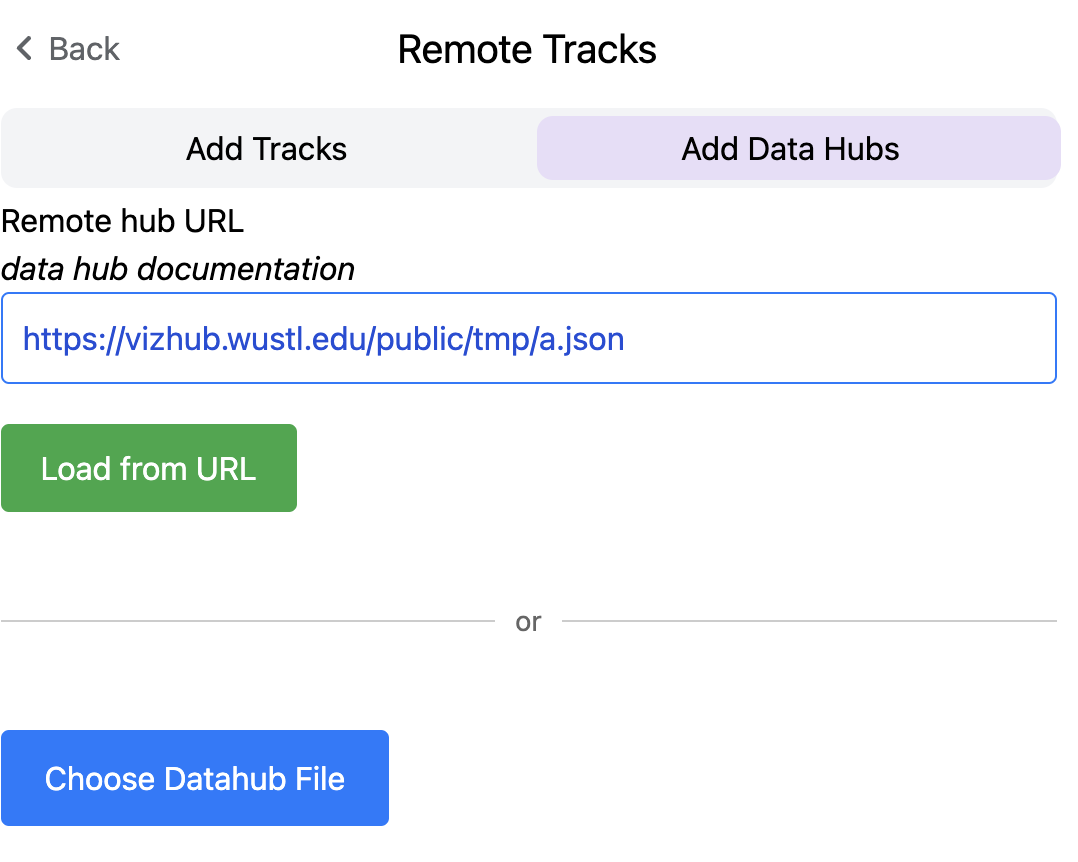 Back
Remote Tracks
Add Tracks
Add Data Hubs
Remote hub URL
data hub documentation
https://vizhub.wustl.edu/public/tmp/a.json
Load from URL
or
Choose Datahub File